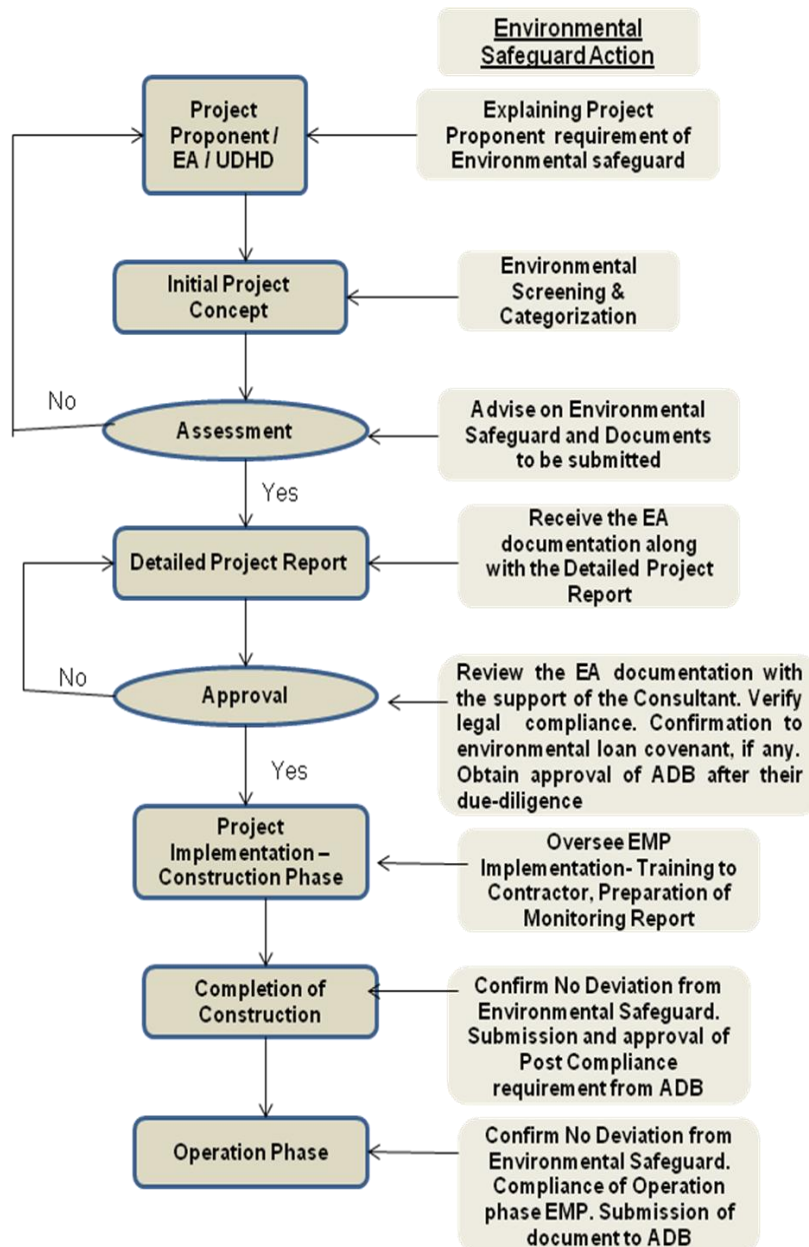 Environmental
Safeguard Action
Project
Proponent /
EA / UDHD
Explaining Project
Proponent requirement of
Environmental safeguard
Initial Project
Concept
Environmental
Screening &
Categorization
No
Assessment
Advise on Environmental
Safeguard and Documents
to be submitted
Yes
Detailed Project Report
Receive the EA
documentation along
with the Detailed Project
Report
No
Approval
Review the EA documentation with
the support of the Consultant. Verify
legal compliance. Confirmation to
environmental loan covenant, if any.
Obtain approval of ADB after their
due-diligence
Yes
Project
Implementation –
Construction Phase
Oversee EMP
Implementation- Training to
Contractor, Preparation of
Monitoring Report
Completion of
Construction
Confirm No Deviation from
Environmental Safeguard.
Submission and approval of
Post Compliance
requirement from ADB
Operation Phase
Confirm No Deviation from
Environmental Safeguard.
Compliance of Operation
phase EMP. Submission of
document to ADB